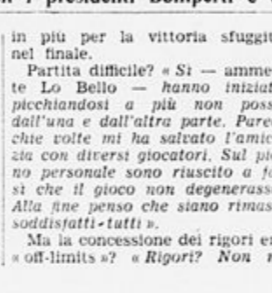 in più per la vittoria sfuggit
nel finale.
Partita difficile? « Sì — amme
te Lo Bello — hanno iniziat
picchiandosi a più non poss
dall'una e dall'altra parte. Pare
chie volte mi ha salvato l'amic
zia con diversi giocatori. Sul pi
no personale sono riuscito a fa
sì che il gioco non degenerass
Alla fine penso che siano rimas
soddisfatti - tutti ».
Ma la concessione dei rigori er
« off-limits »? « Rigori? Non